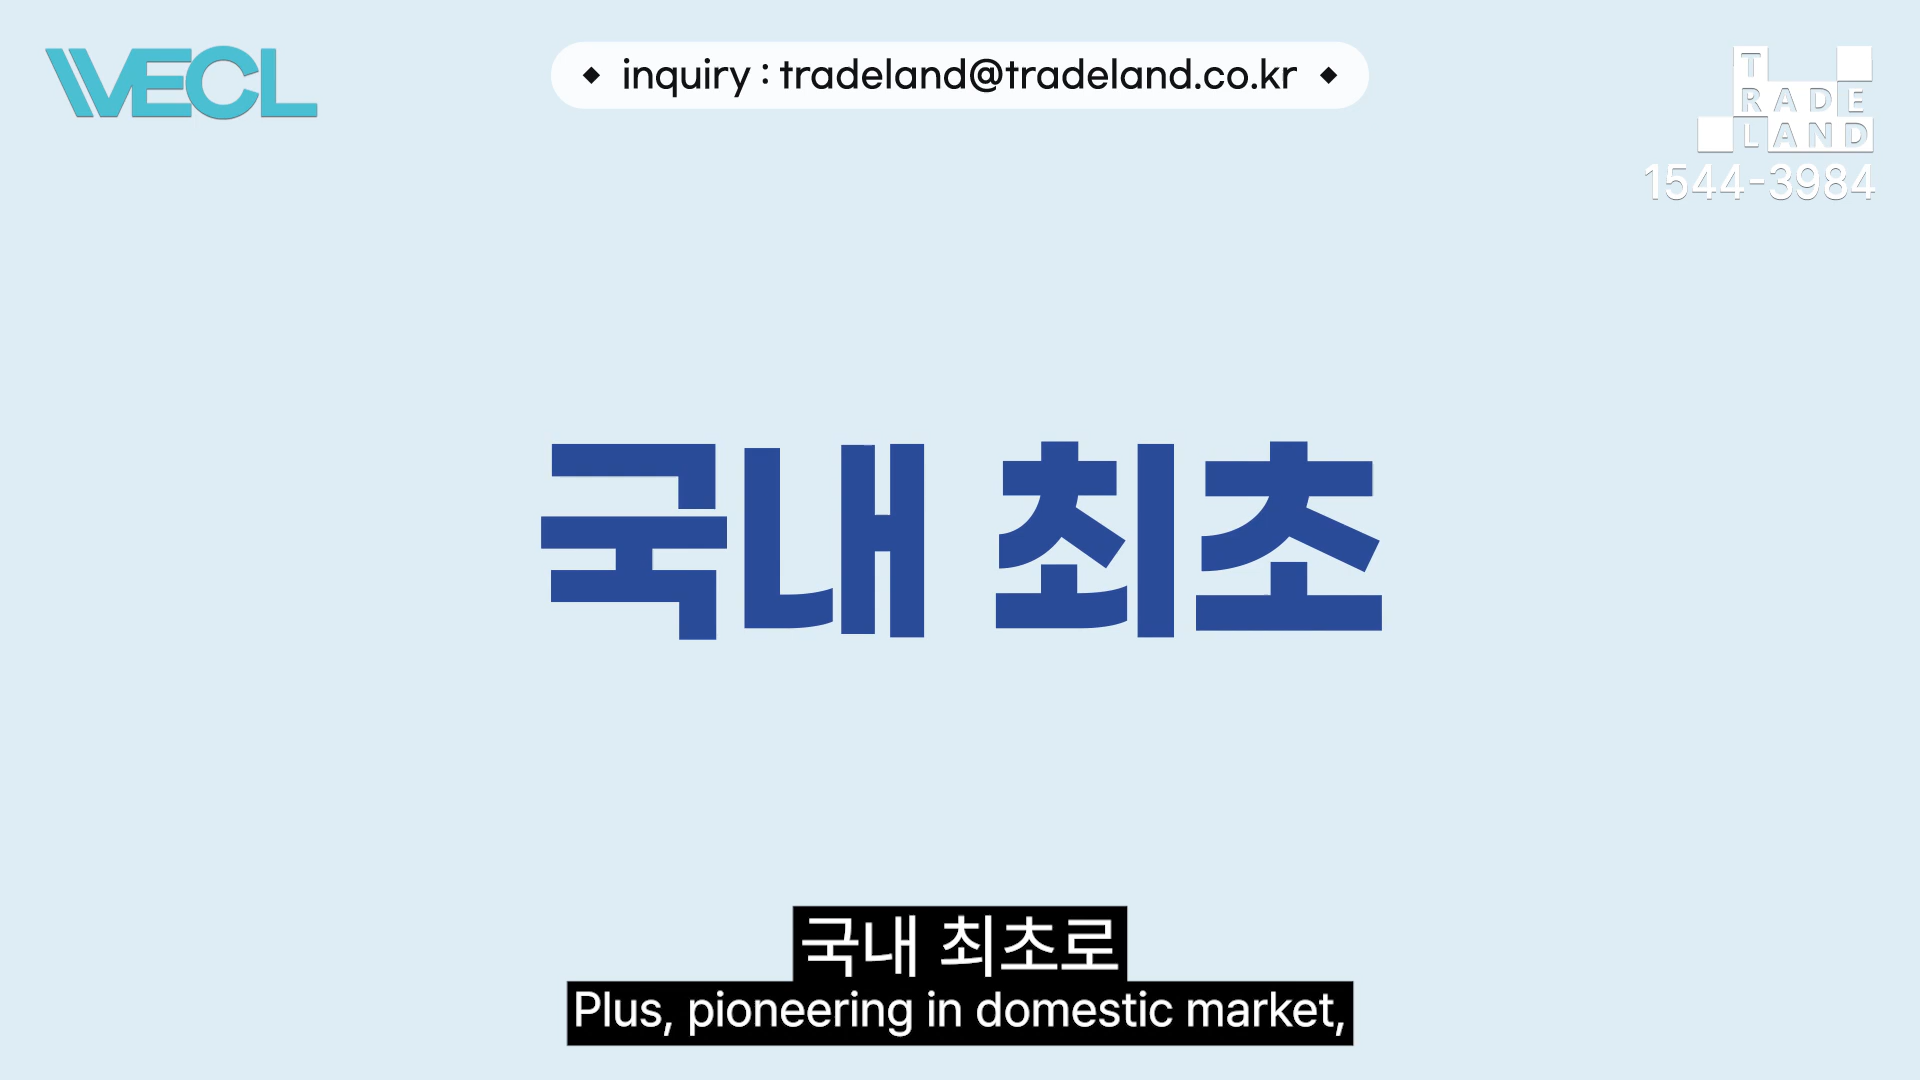 WECL
◆ inquiry : tradeland@tradeland.co.kr ◆
T
RADE
LAND
1544-3984
국내 최초
국내 최초로
Plus, pioneering in domestic market,